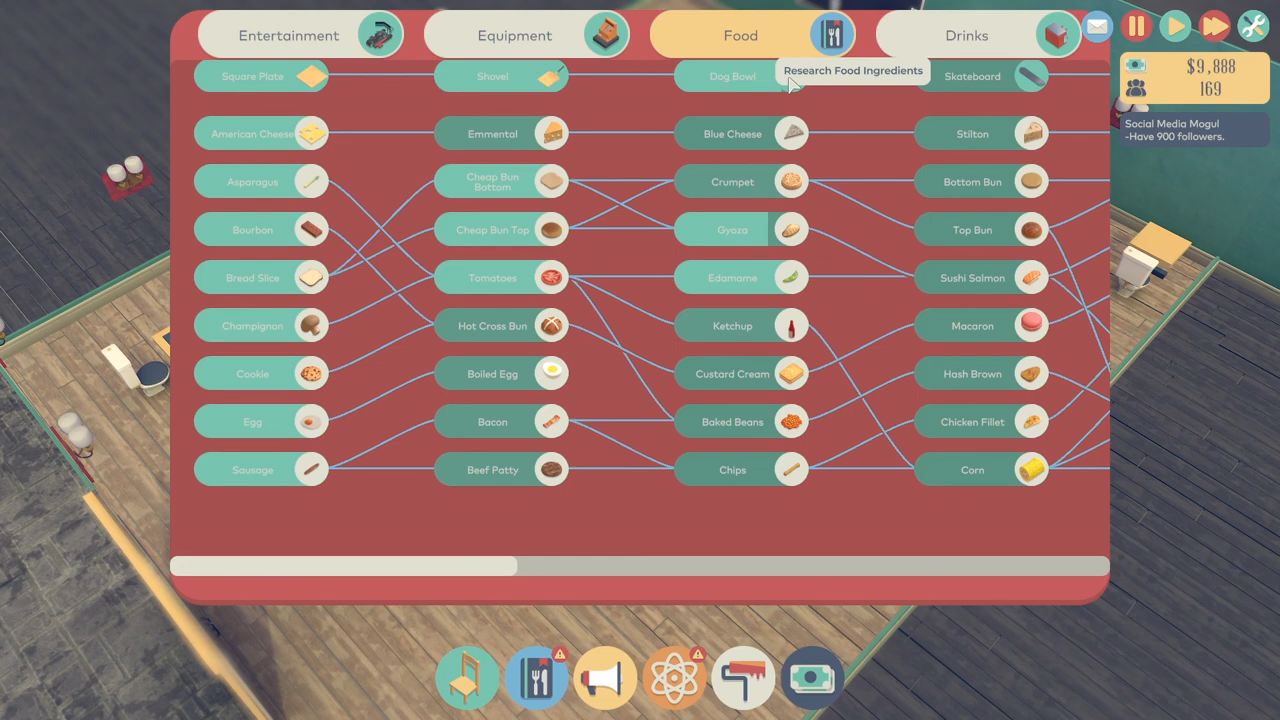 Entertainment
Equipment
Food
Drinks
Square Plate
Shovel
Dog Bowl
Research Food Ingredients
Skateboard
$9,888
169
Social Media Mogul
-Have 900 followers.
American Cheese
Emmental
Blue Cheese
Stilton
Asparagus
Cheap Bun
Bottom
Crumpet
Bottom Bun
Bourbon
Cheap Bun Top
Gyoza
Top Bun
Bread Slice
Tomatoes
Edamame
Sushi Salmon
Champignon
Hot Cross Bun
Ketchup
Macaron
Cookie
Boiled Egg
Custard Cream
Hash Brown
Egg
Bacon
Baked Beans
Chicken Fillet
Sausage
Beef Patty
Chips
Corn